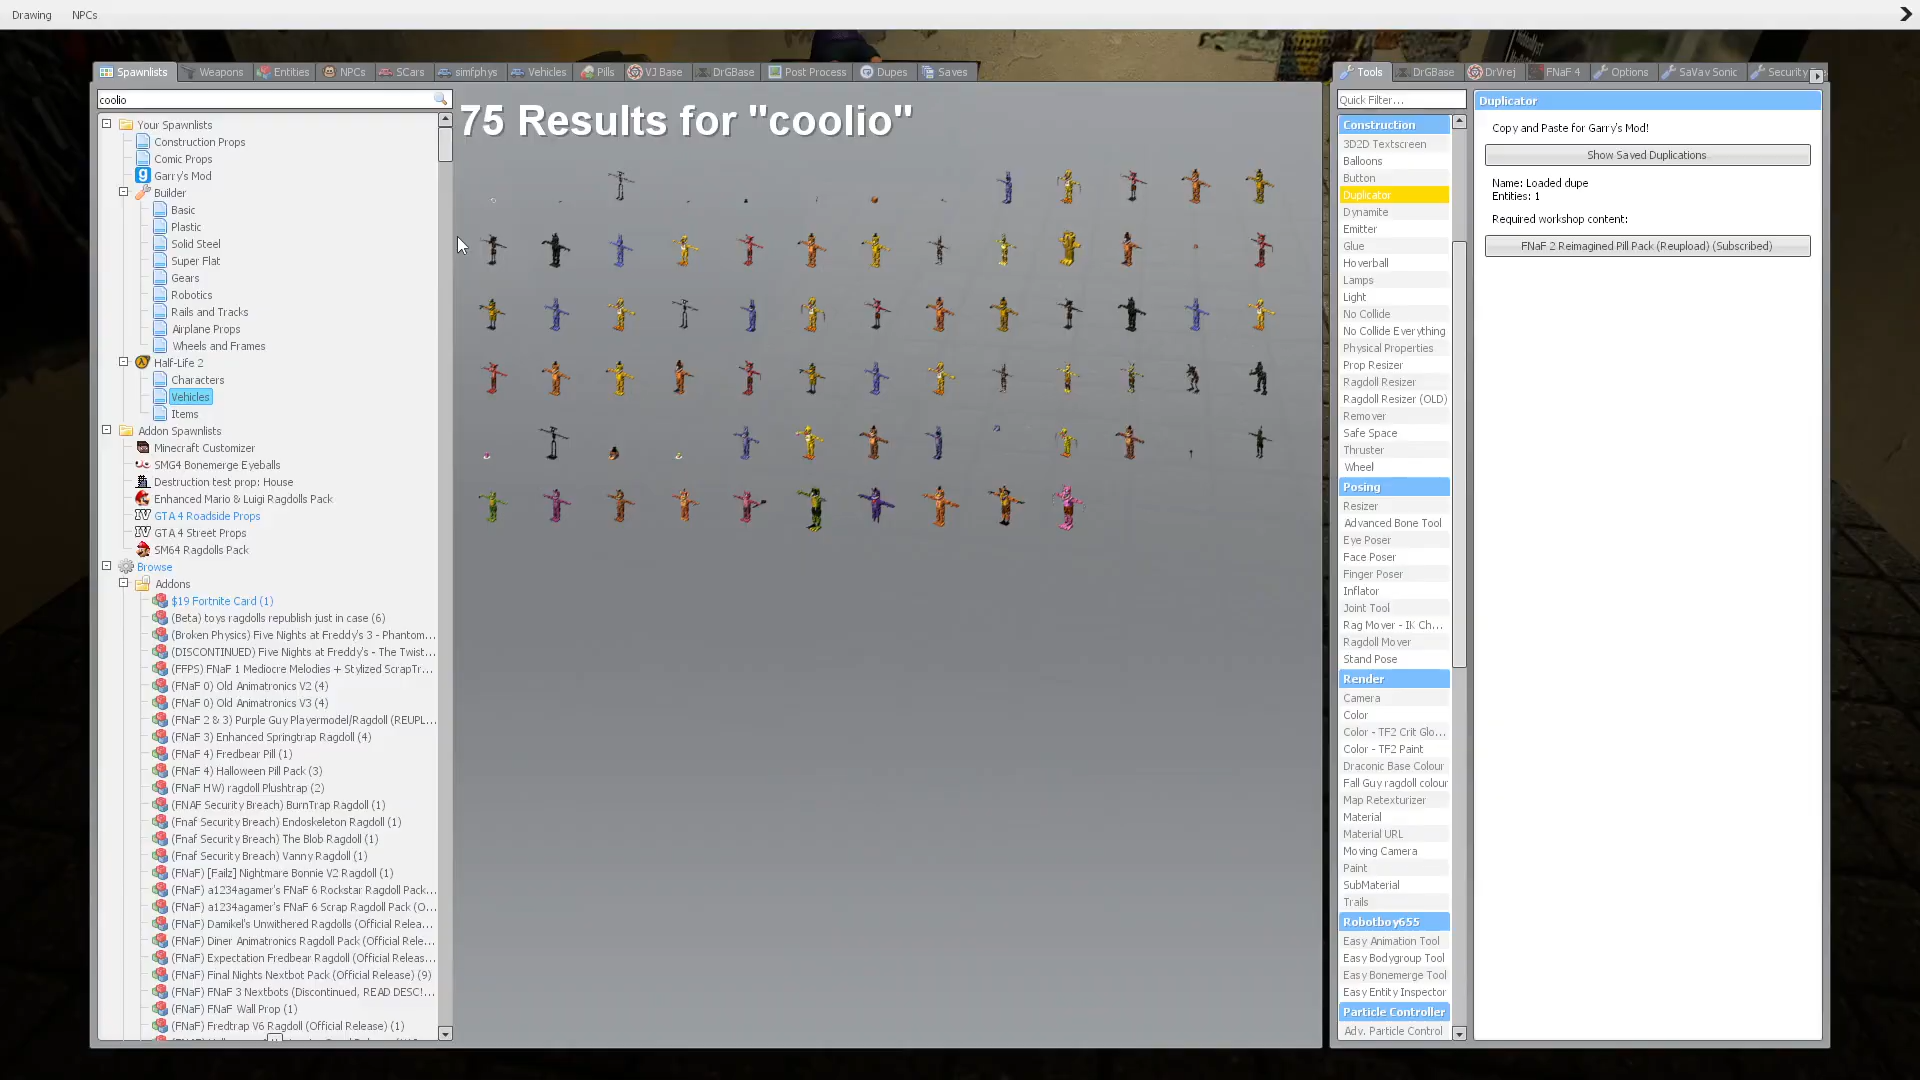 Drawing NPCs
Spawnlists Weapons Entities NPCs SCars simfphys Vehicles Pills VJ Base DrGBase Post Process Dupes Saves
coolio
75 Results for "coolio"
Your Spawnlists
Construction Props
Comic Props
Garry's Mod
Builder
Basic
Plastic
Solid Steel
Super Flat
Gears
Robotics
Rails and Tracks
Airplane Props
Wheels and Frames
Half-Life 2
Characters
Vehicles
Items
Addon Spawnlists
Minecraft Customizer
SMG4 Bonemerge Eyeballs
Destruction test prop: House
Enhanced Mario & Luigi Ragdolls Pack
GTA 4 Roadside Props
GTA 4 Street Props
SM64 Ragdolls Pack
Browse
Addons
$19 Fortnite Card (1)
(Beta) toys ragdolls republish just in case (6)
(Broken Physics) Five Nights at Freddy's 3 - Phantom...
(DISCONTINUED) Five Nights at Freddy's - The Twist...
(FFPS) FNaF 1 Mediocre Melodies + Stylized ScrapTr...
(FNaF 0) Old Animatronics V2 (4)
(FNaF 0) Old Animatronics V3 (4)
(FNaF 2 & 3) Purple Guy Playermodel/Ragdoll (REUPL...
(FNaF 3) Enhanced Springtrap Ragdoll (4)
(FNaF 4) Fredbear Pill (1)
(FNaF 4) Halloween Pill Pack (3)
(FNaF HW) ragdoll Plushtrap (2)
(FNAF Security Breach) BurnTrap Ragdoll (1)
(Fnaf Security Breach) Endoskeleton Ragdoll (1)
(Fnaf Security Breach) The Blob Ragdoll (1)
(Fnaf Security Breach) Vanny Ragdoll (1)
(FNaF) [Failz] Nightmare Bonnie V2 Ragdoll (1)
(FNaF) a1234agamer's FNaF 6 Rockstar Ragdoll Pack...
(FNaF) a1234agamer's FNaF 6 Scrap Ragdoll Pack (O...
(FNaF) Damikel's Unwithered Ragdolls (Official Relea...
(FNaF) Diner Animatronics Ragdoll Pack (Official Rele...
(FNaF) Expectation Fredbear Ragdoll (Official Releas...
(FNaF) Final Nights Nextbot Pack (Official Release) (9)
(FNaF) FNaF 3 Nextbots (Discontinued, READ DESC!...
(FNaF) FNaF Wall Prop (1)
(FNaF) Fredtrap V6 Ragdoll (Official Release) (1)
Tools DrGBase DrVrej FNaF 4 Options SaVav Sonic Security
Quick Filter...
Construction
3D2D Textscreen
Balloons
Button
Duplicator
Dynamite
Emitter
Glue
Hoverball
Lamps
Light
No Collide
No Collide Everything
Physical Properties
Prop Resizer
Ragdoll Resizer
Ragdoll Resizer (OLD)
Remover
Safe Space
Thruster
Wheel
Posing
Resizer
Advanced Bone Tool
Eye Poser
Face Poser
Finger Poser
Inflator
Joint Tool
Rag Mover - IK Ch...
Ragdoll Mover
Stand Pose
Render
Camera
Color
Color - TF2 Crit Glo...
Color - TF2 Paint
Draconic Base Colour
Fall Guy ragdoll colour
Map Retexturizer
Material
Material URL
Moving Camera
Paint
SubMaterial
Trails
Robotboy655
Easy Animation Tool
Easy Bodygroup Tool
Easy Bonemerge Tool
Easy Entity Inspector
Particle Controller
Adv. Particle Control
Duplicator
Copy and Paste for Garry's Mod!
Show Saved Duplications
Name: Loaded dupe
Entities: 1
Required workshop content:
FNaF 2 Reimagined Pill Pack (Reupload) (Subscribed)